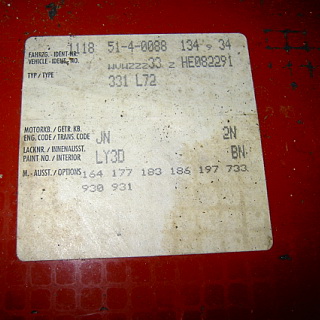 1118 51-4-0088 134 9 34
FAHRZG.-IDENT-NR.
VEHICLE-IDENT. NO. WVWZZZ33 Z HE082291
TYP / TYPE 331 L72
MOTORKB. / GETR. KB.
ENG. CODE / TRANS. CODE JN 2N
LACKNR. / BINNENAUSST.
PAINT NO. / INTERIOR LY3D BN
M. - AUSST. / OPTIONS 164 177 183 186 197 733
930 931